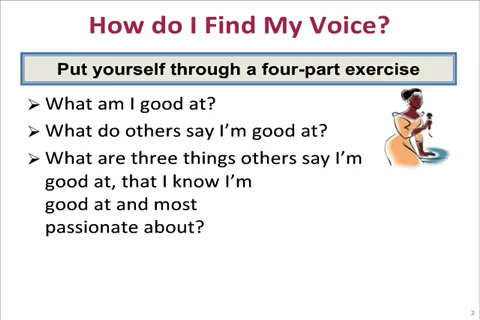 How do I Find My Voice?
Put yourself through a four-part exercise
➢ What am I good at?
➢ What do others say I'm good at?
➢ What are three things others say I'm
good at, that I know I'm
good at and most
passionate about?
2